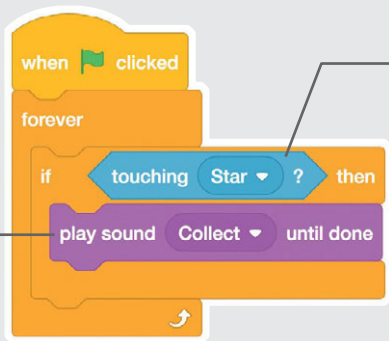 when clicked
forever
if touching Star ? then
play sound Collect until done